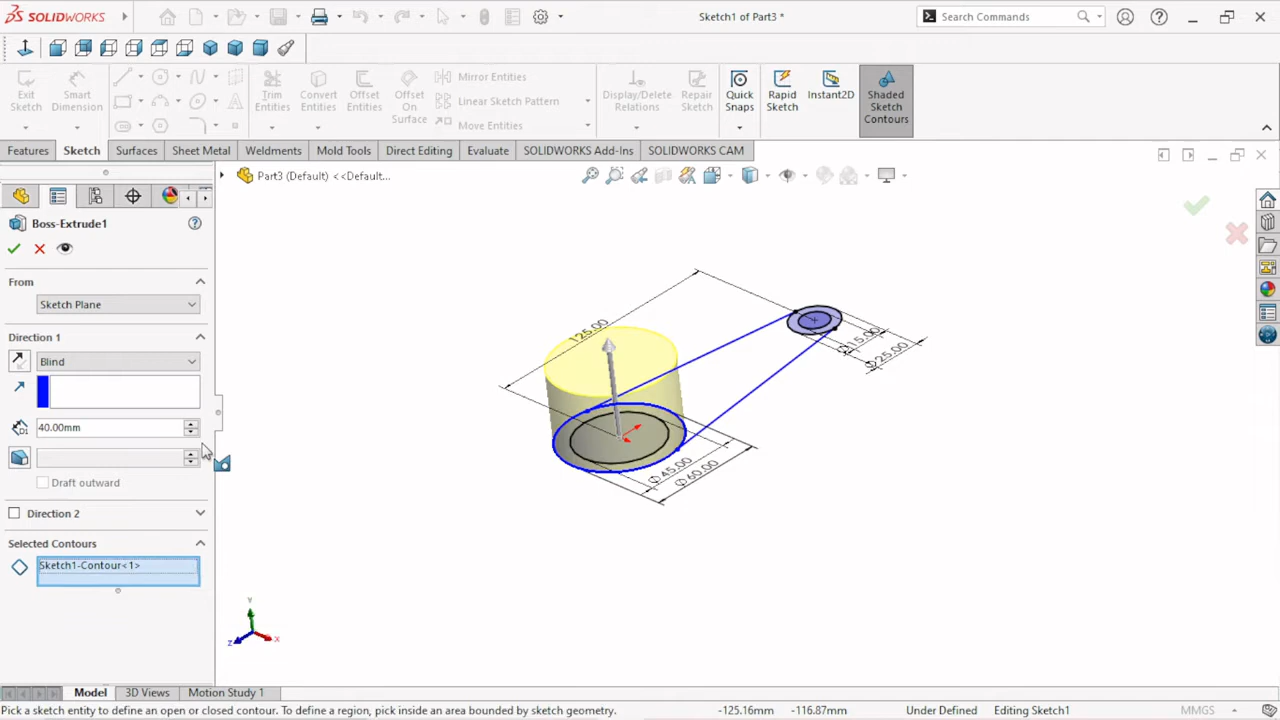 SOLIDWORKS
Sketch1 of Part3 *
Search Commands
Exit Sketch
Smart Dimension
Trim Entities
Convert Entities
Offset Entities
Offset On Surface
Mirror Entities
Linear Sketch Pattern
Move Entities
Display/Delete Relations
Repair Sketch
Quick Snaps
Rapid Sketch
Instant2D
Shaded Sketch Contours
Features Sketch Surfaces Sheet Metal Weldments Mold Tools Direct Editing Evaluate SOLIDWORKS Add-Ins SOLIDWORKS CAM
Part3 (Default) <<Default...
Boss-Extrude1
From
Sketch Plane
Direction 1
Blind
40.00mm
Draft outward
Direction 2
Selected Contours
Sketch1-Contour<1>
125.00
Ø15.00
Ø25.00
Ø45.00
Ø60.00
Y
Z X
Model 3D Views Motion Study 1
Pick a sketch entity to define an open or closed contour. To define a region, pick inside an area bounded by sketch geometry. -125.16mm -116.87mm Under Defined Editing Sketch1 MMGS